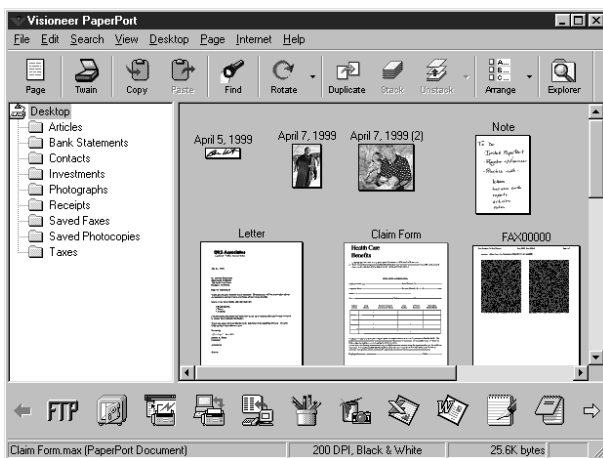 Visioneer PaperPort
File Edit Search View Desktop Page Internet Help
Page Twain Copy Paste Find Rotate Duplicate Stack Unstack Arrange Explorer
Desktop
Articles
Bank Statements
Contacts
Investments
Photographs
Receipts
Saved Faxes
Saved Photocopies
Taxes
April 5, 1999 April 7, 1999 April 7, 1999 (2) Note
To Do
Letter Claim Form FAX00000
Health Care
Benefits
FTP
Claim Form.max (PaperPort Document) 200 DPI, Black & White 25.6K bytes